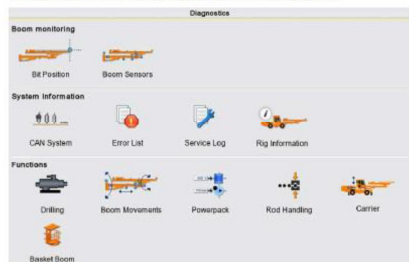 Diagnostics
Boom monitoring
Bit Position Boom Sensors
System Information
CAN System Error List Service Log Rig Information
Functions
Drilling Boom Movements Powerpack Rod Handling Carrier
Basket Boom